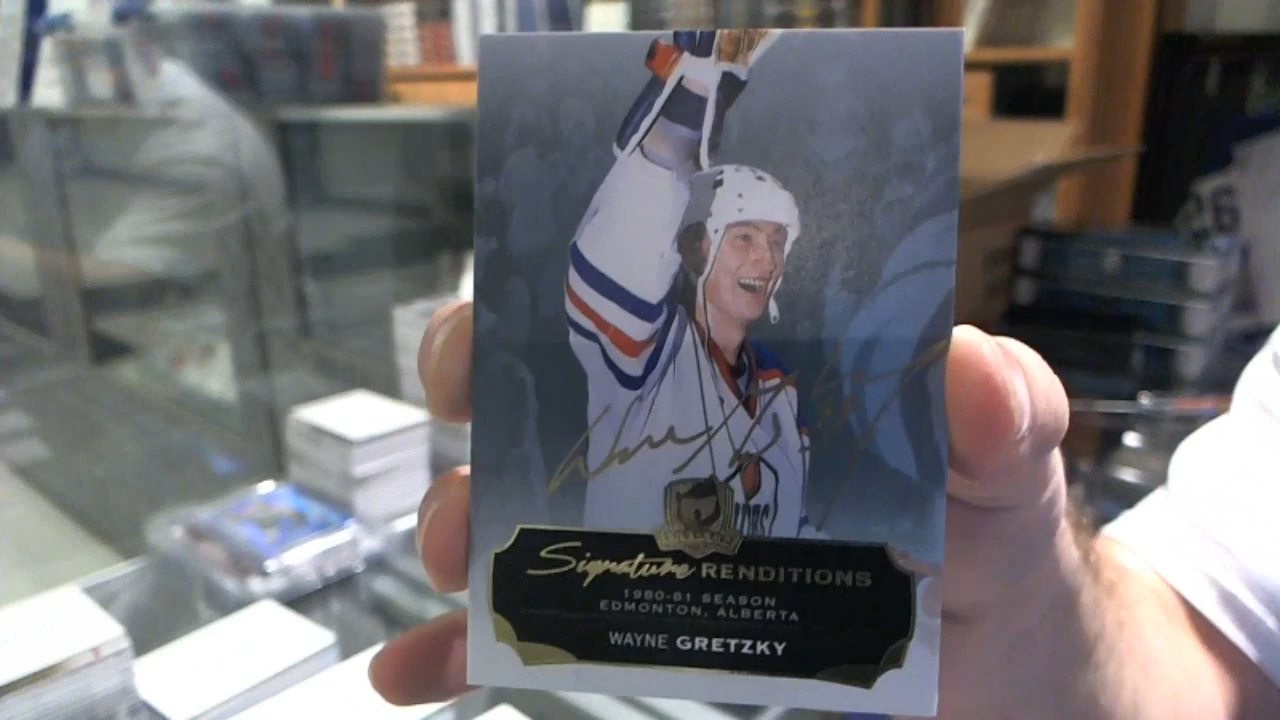 Signature RENDITIONS
1980-81 SEASON
EDMONTON, ALBERTA
WAYNE GRETZKY